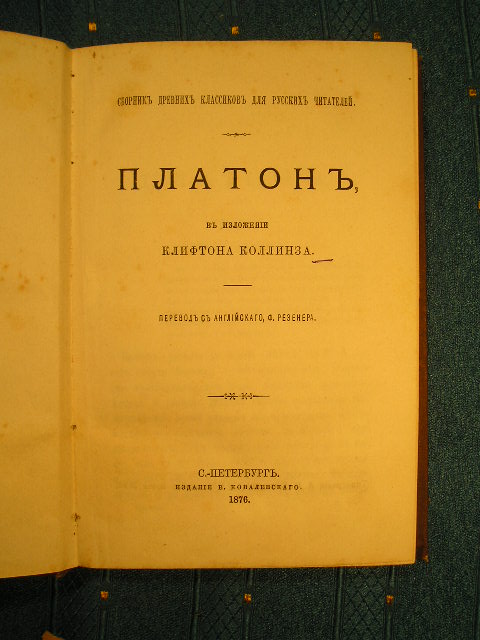 СБОРНИКЪ ДРЕВНИХЪ КЛАССИКОВЪ ДЛЯ РУССКИХЪ ЧИТАТЕЛЕЙ.
ПЛАТОНЪ,
ВЪ ИЗЛОЖЕНІИ
КЛИФТОНА КОЛЛИНЗА.
ПЕРЕВОДЪ СЪ АНГЛІЙСКАГО, Ф. РЕЗЕНЕРА.
С.-ПЕТЕРБУРГЪ.
ИЗДАНІЕ В. КОВАЛЕВСКАГО.
1876.